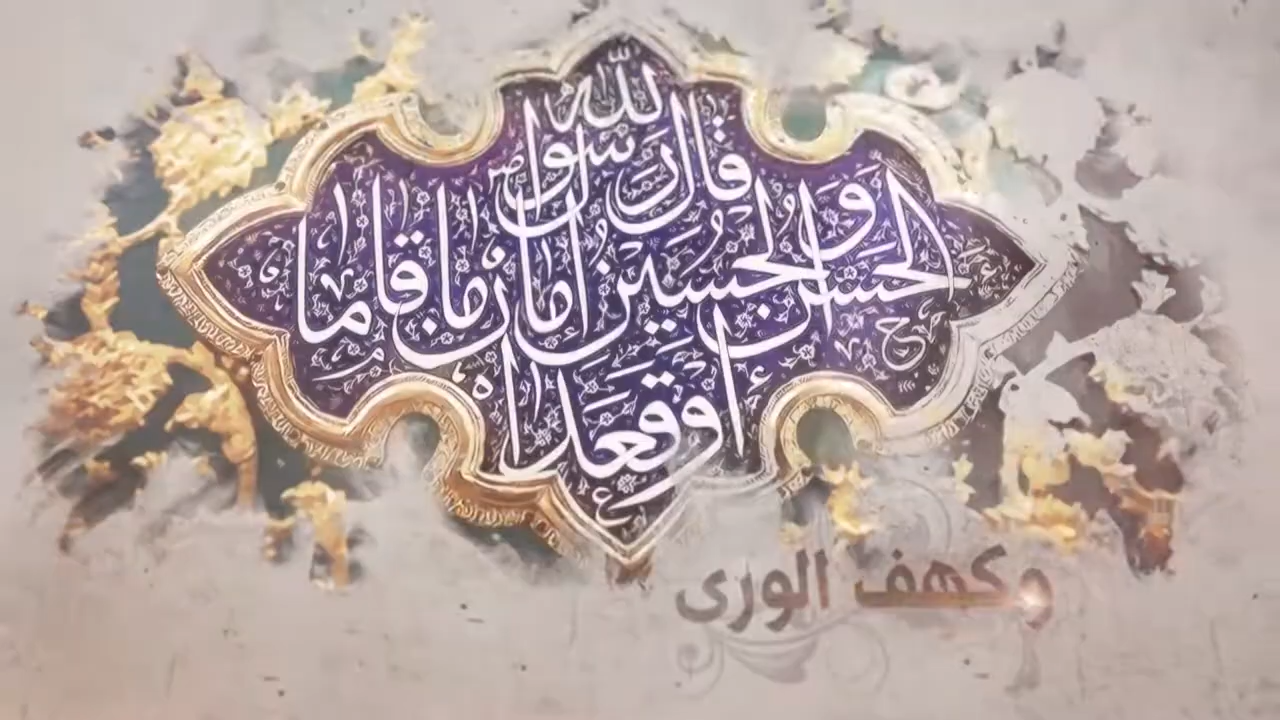 قال رسول الله
الحسن والحسين إمامان قاما
أو قعدا
وكهف الورى